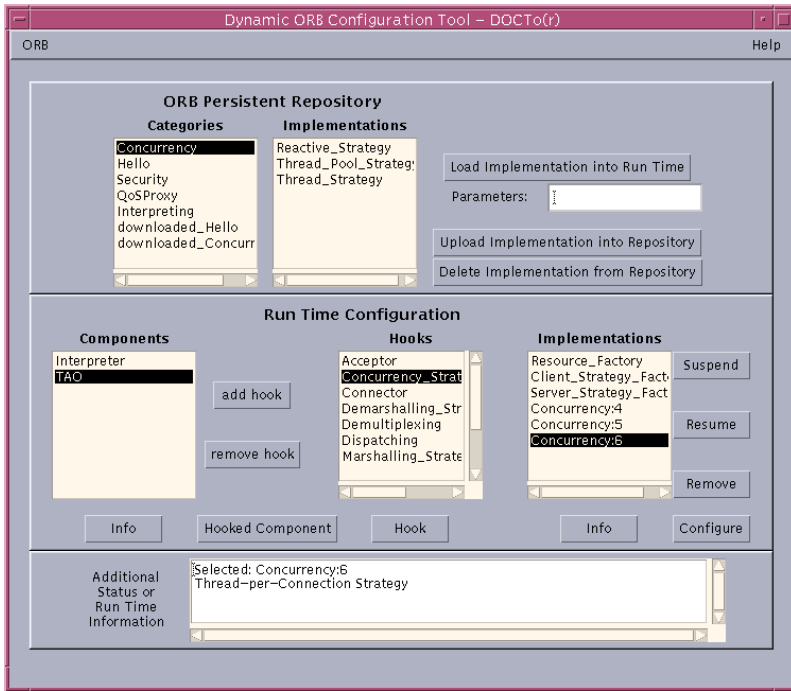 Dynamic ORB Configuration Tool – DOCTo(r)
ORB
Help
ORB Persistent Repository
Categories
Implementations
Concurrency
Hello
Security
QoSProxy
Interpreting
downloaded_Hello
downloaded_Concurr
Reactive_Strategy
Thread_Pool_Strateg
Thread_Strategy
Load Implementation into Run Time
Parameters:
Upload Implementation into Repository
Delete Implementation from Repository
Run Time Configuration
Components
Hooks
Implementations
Interpreter
TAO
add hook
remove hook
Acceptor
Concurrency_Strat
Connector
Demarshalling_Str
Demultiplexing
Dispatching
Marshalling_Strate
Resource_Factory
Client_Strategy_Fact
Server_Strategy_Fact
Concurrency:4
Concurrency:5
Concurrency:6
Suspend
Resume
Remove
Info
Hooked Component
Hook
Info
Configure
Additional
Status or
Run Time
Information
Selected: Concurrency:6
Thread–per–Connection Strategy